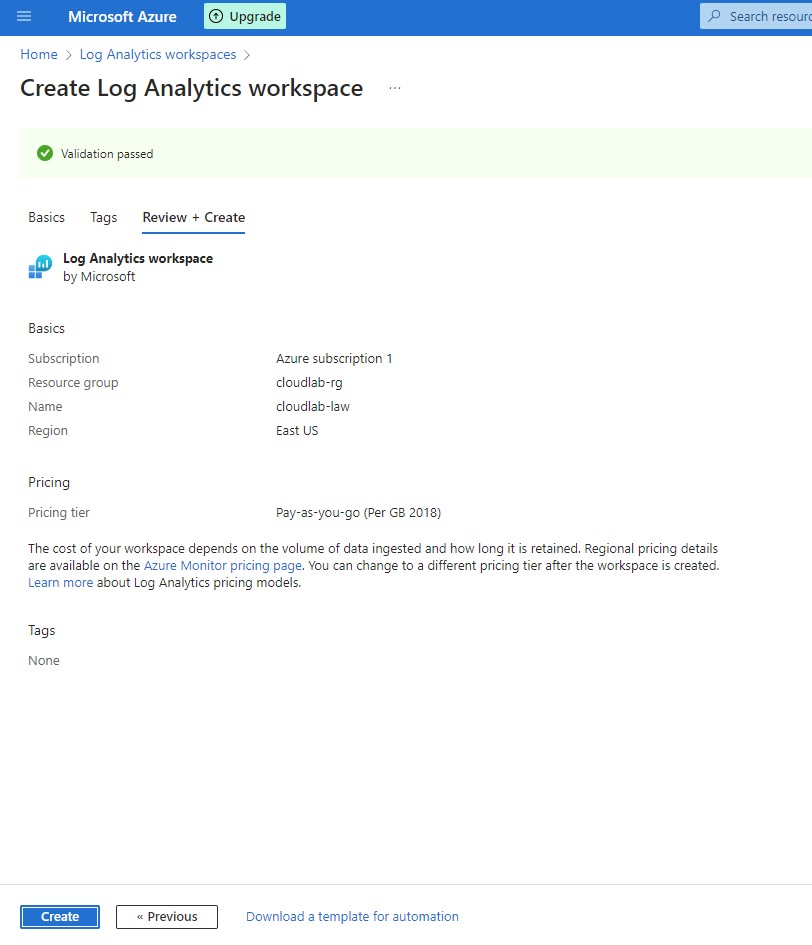 Microsoft Azure Upgrade Search resourc
Home > Log Analytics workspaces >
Create Log Analytics workspace ...
Validation passed
Basics Tags Review + Create
Log Analytics workspace
by Microsoft
Basics
Subscription Azure subscription 1
Resource group cloudlab-rg
Name cloudlab-law
Region East US
Pricing
Pricing tier Pay-as-you-go (Per GB 2018)
The cost of your workspace depends on the volume of data ingested and how long it is retained. Regional pricing details
are available on the Azure Monitor pricing page. You can change to a different pricing tier after the workspace is created.
Learn more about Log Analytics pricing models.
Tags
None
Create « Previous Download a template for automation